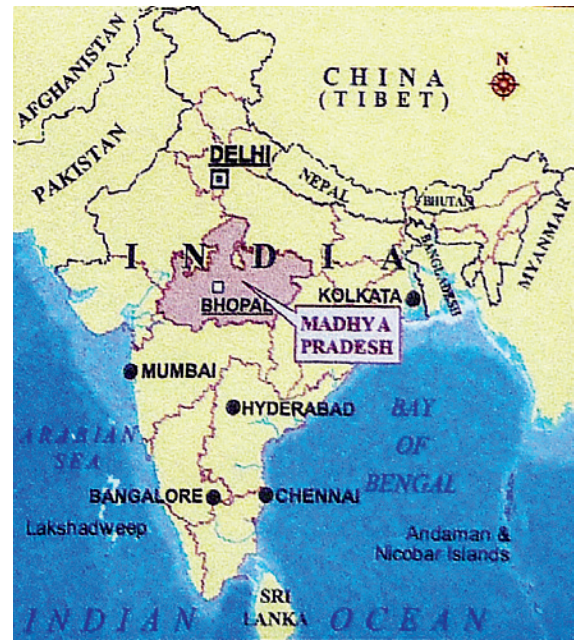 AFGHANISTAN
CHINA
(TIBET)
N
PAKISTAN
DELHI
NEPAL
BHUTAN
MYANMAR
BANGLADESH
INDIA
BHOPAL
KOLKATA
MADHYA
PRADESH
MUMBAI
HYDERABAD
ARABIAN
SEA
BAY
OF
BENGAL
BANGALORE
CHENNAI
Lakshadweep
Andaman &
Nicobar Islands
SRI
LANKA
INDIAN OCEAN